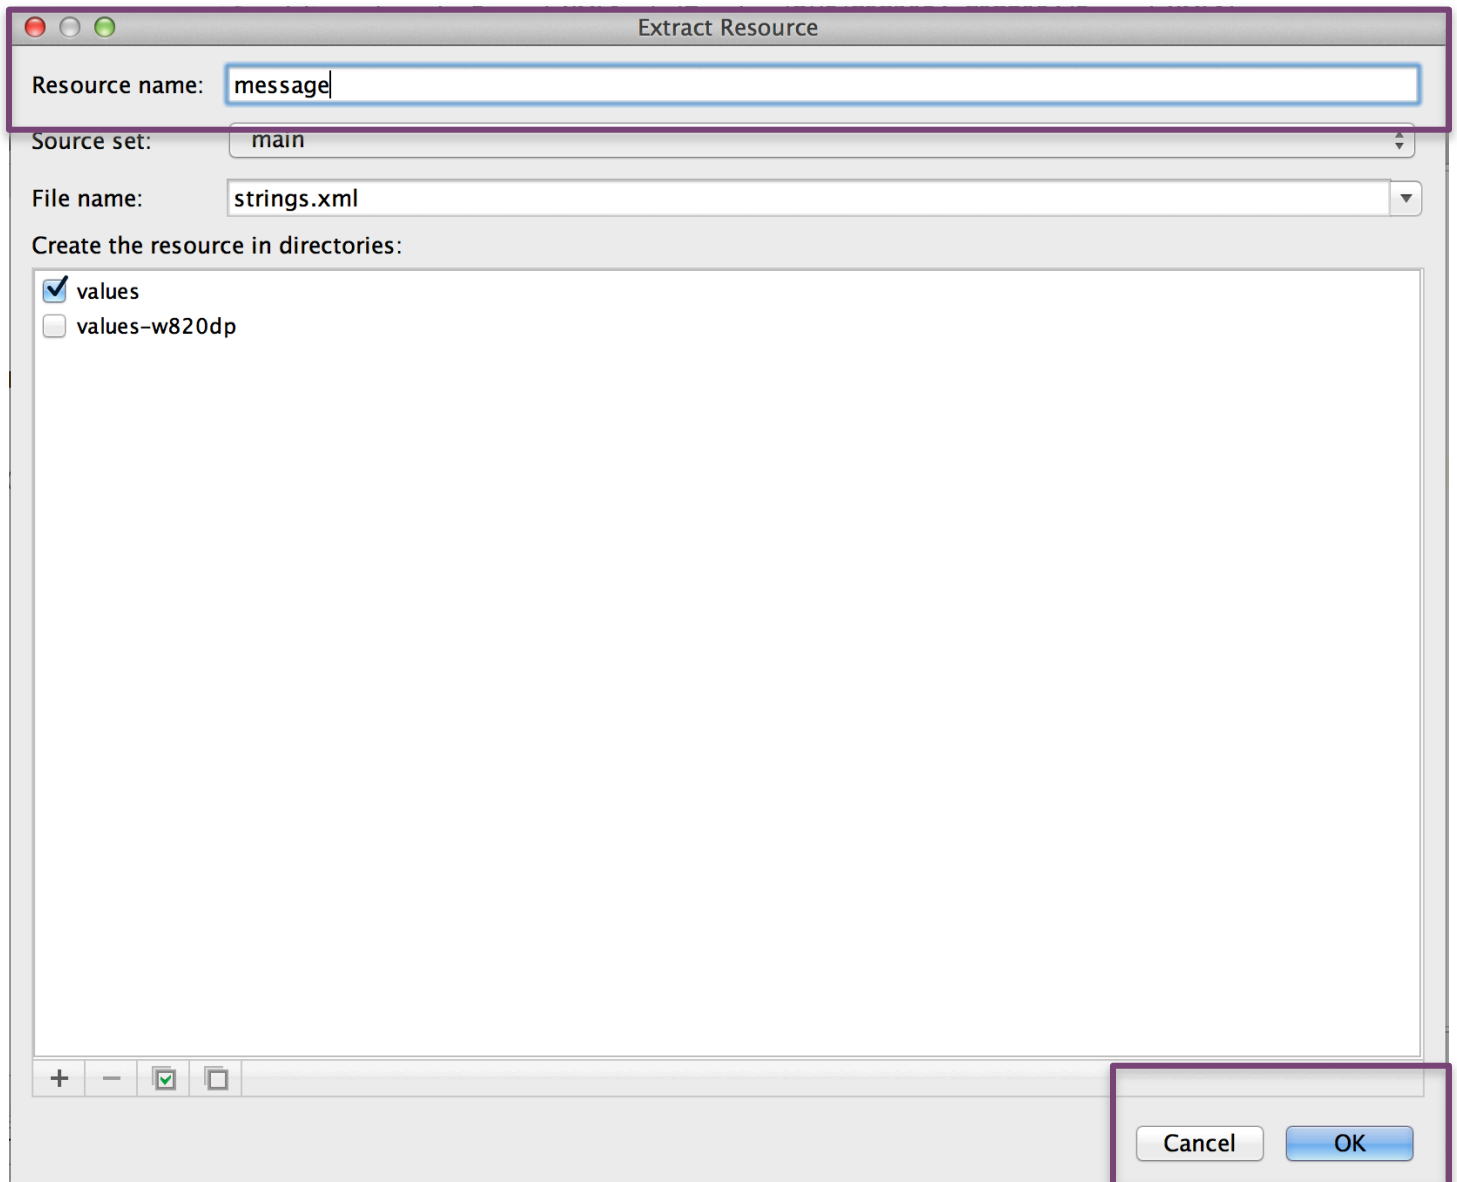 Extract Resource
Resource name: message
Source set: main
File name: strings.xml
Create the resource in directories:
values
values-w820dp
Cancel OK